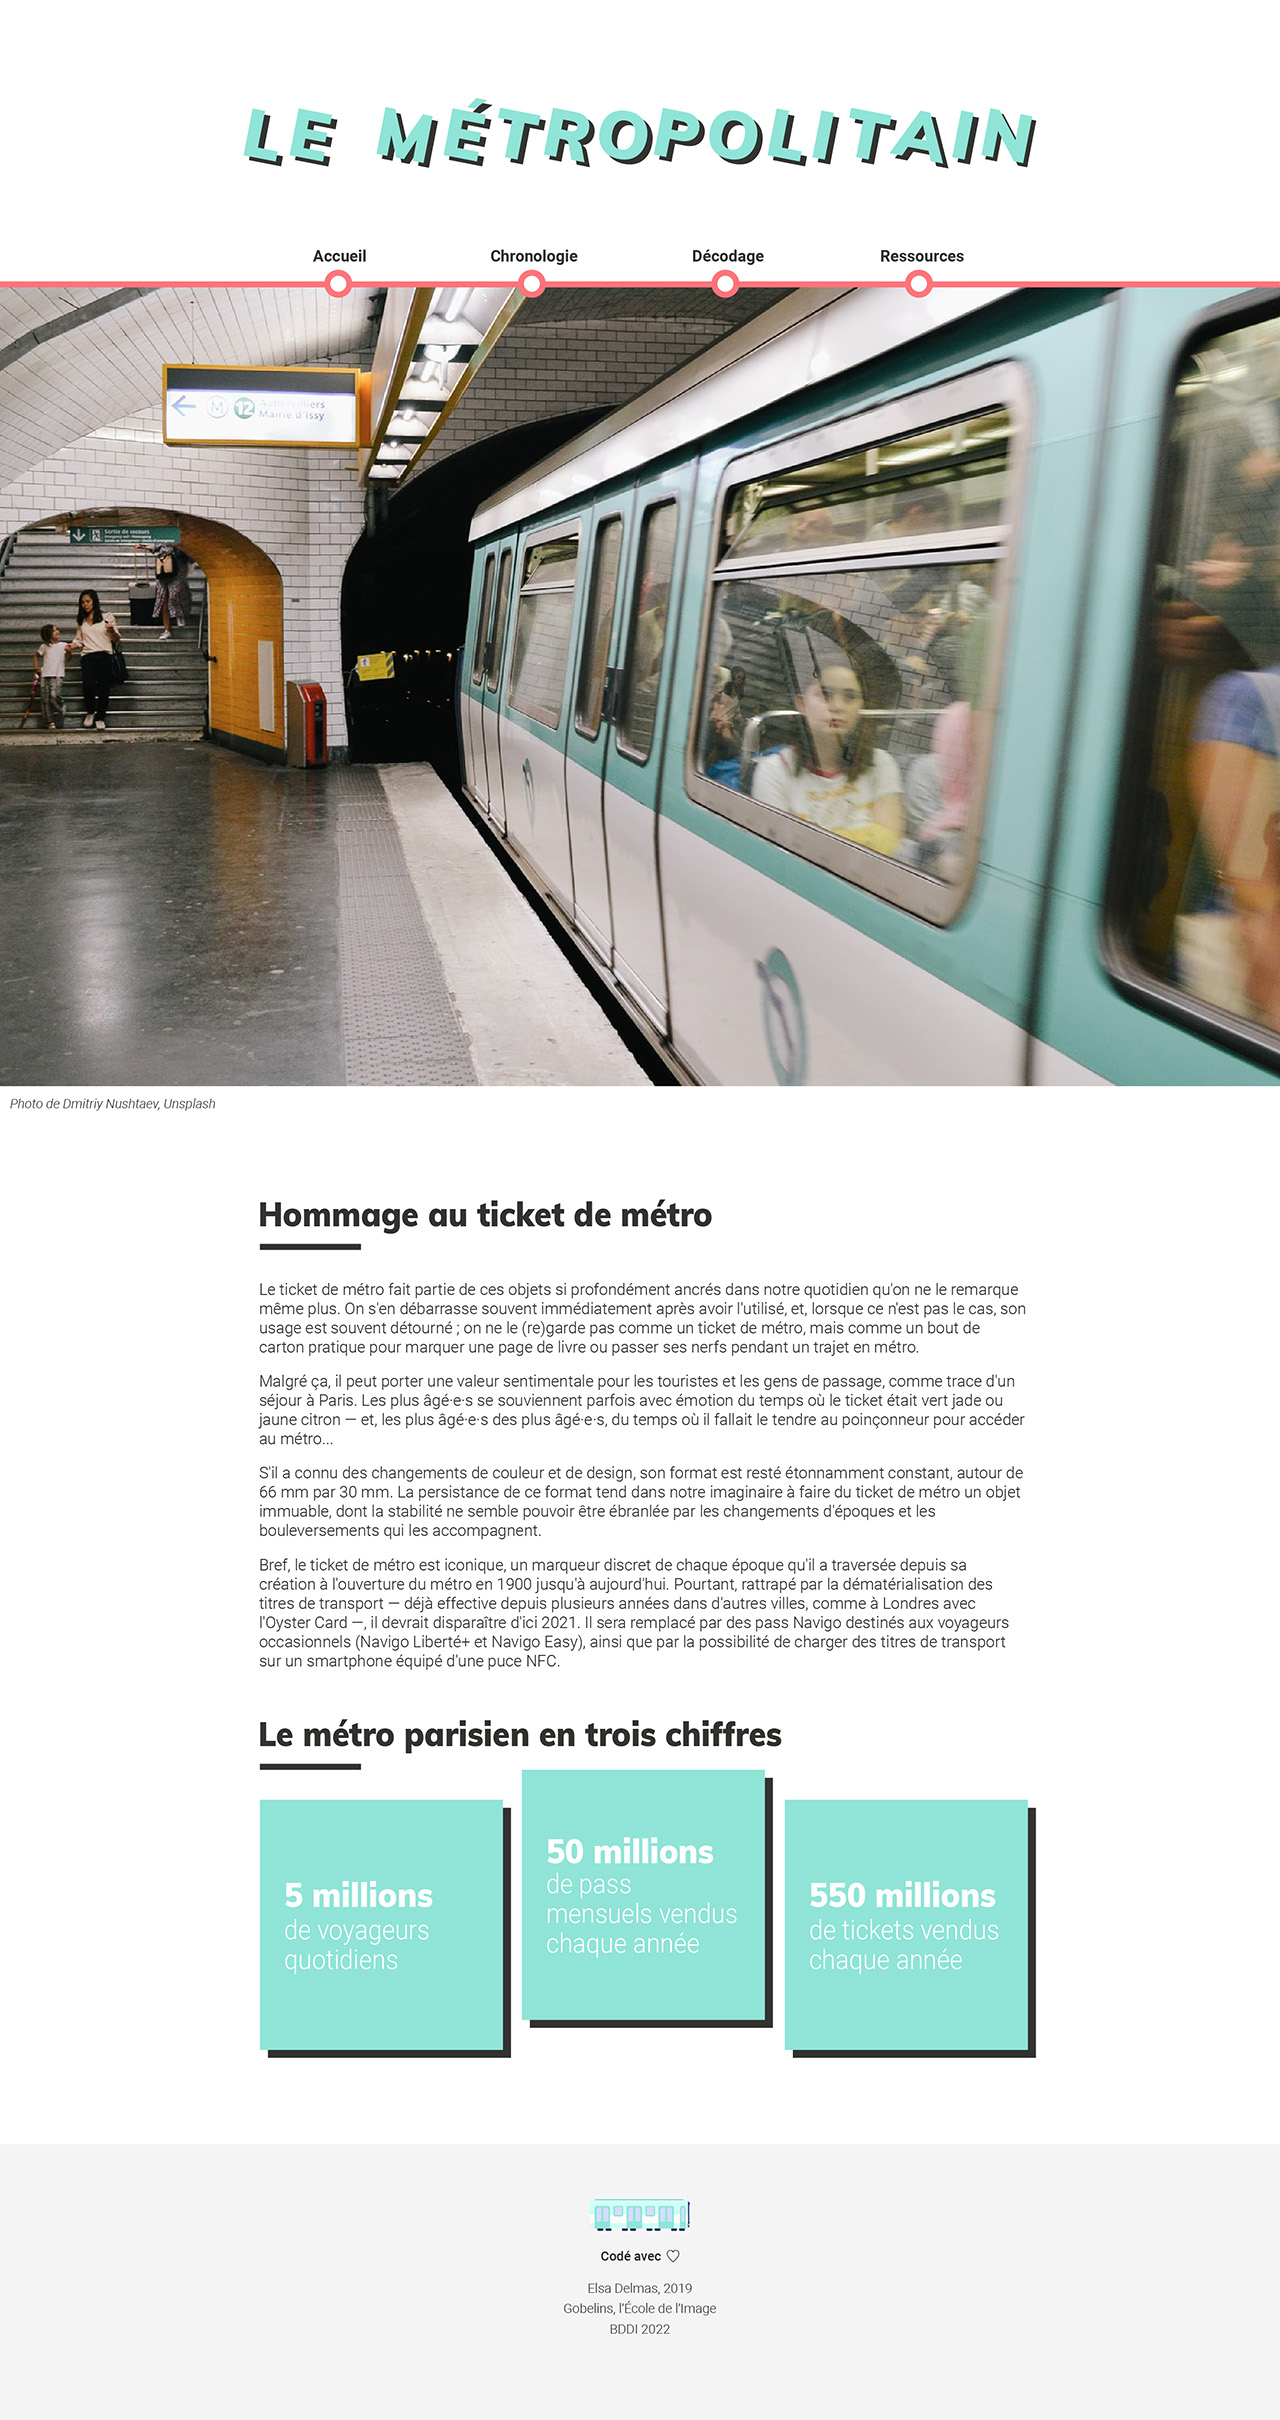 LE MÉTROPOLITAIN
Accueil Chronologie Décodage Ressources
M 12 Aubervilliers
Mairie d'Issy
Sortie de secours
Photo de Dmitriy Nushtaev, Unsplash
Hommage au ticket de métro
Le ticket de métro fait partie de ces objets si profondément ancrés dans notre quotidien qu'on ne le remarque
même plus. On s'en débarrasse souvent immédiatement après avoir l'utilisé, et, lorsque ce n'est pas le cas, son
usage est souvent détourné ; on ne le (re)garde pas comme un ticket de métro, mais comme un bout de
carton pratique pour marquer une page de livre ou passer ses nerfs pendant un trajet en métro.
Malgré ça, il peut porter une valeur sentimentale pour les touristes et les gens de passage, comme trace d'un
séjour à Paris. Les plus âgé·e·s se souviennent parfois avec émotion du temps où le ticket était vert jade ou
jaune citron — et, les plus âgé·e·s des plus âgé·e·s, du temps où il fallait le tendre au poinçonneur pour accéder
au métro...
S'il a connu des changements de couleur et de design, son format est resté étonnamment constant, autour de
66 mm par 30 mm. La persistance de ce format tend dans notre imaginaire à faire du ticket de métro un objet
immuable, dont la stabilité ne semble pouvoir être ébranlée par les changements d'époques et les
bouleversements qui les accompagnent.
Bref, le ticket de métro est iconique, un marqueur discret de chaque époque qu'il a traversée depuis sa
création à l'ouverture du métro en 1900 jusqu'à aujourd'hui. Pourtant, rattrapé par la dématérialisation des
titres de transport — déjà effective depuis plusieurs années dans d'autres villes, comme à Londres avec
l'Oyster Card —, il devrait disparaître d'ici 2021. Il sera remplacé par des pass Navigo destinés aux voyageurs
occasionnels (Navigo Liberté+ et Navigo Easy), ainsi que par la possibilité de charger des titres de transport
sur un smartphone équipé d'une puce NFC.
Le métro parisien en trois chiffres
5 millions
de voyageurs
quotidiens
50 millions
de pass
mensuels vendus
chaque année
550 millions
de tickets vendus
chaque année
Codé avec ♡
Elsa Delmas, 2019
Gobelins, l'École de l'Image
BDDI 2022